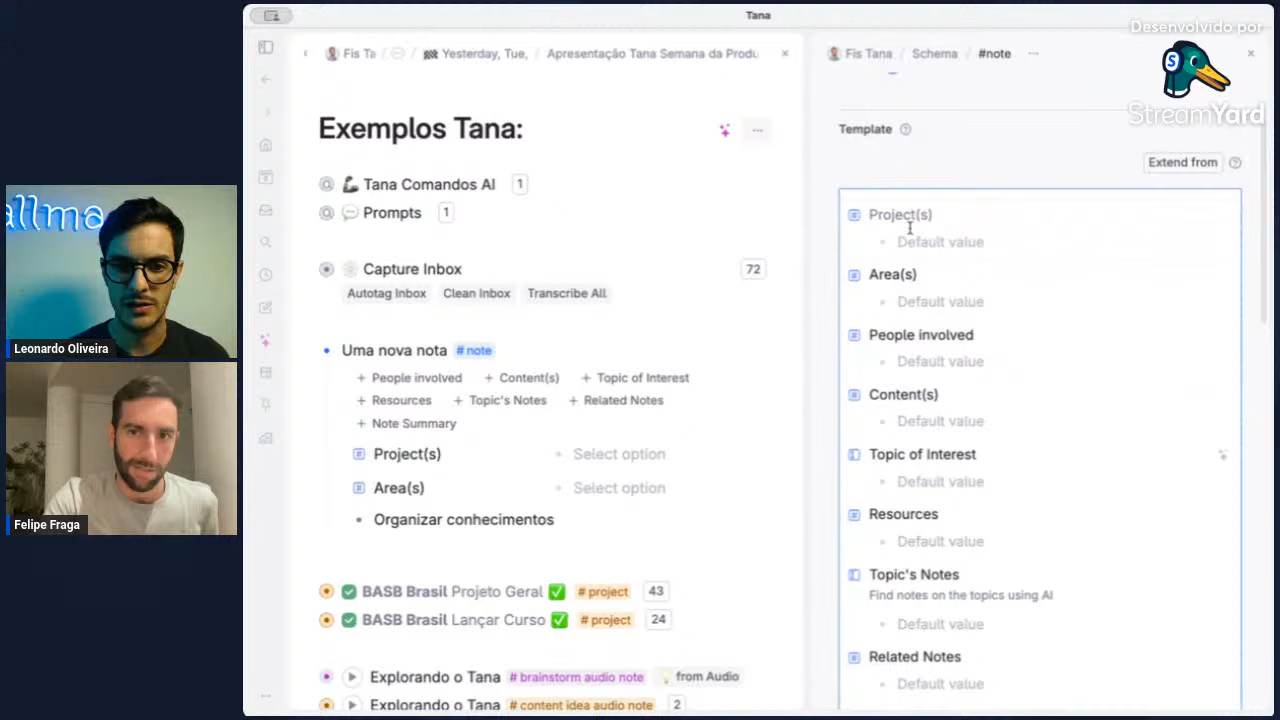 Tana
Desenvolvido por
StreamYard
Fis Ta / / Yesterday, Tue, / Apresentação Tana Semana da Produ
Fis Tana / Schema / #note
Exemplos Tana:
Tana Comandos AI 1
Prompts 1
Capture Inbox 72
Autotag Inbox Clean Inbox Transcribe All
Uma nova nota # note
+ People involved + Content(s) + Topic of Interest
+ Resources + Topic's Notes + Related Notes
+ Note Summary
Project(s) Select option
Area(s) Select option
Organizar conhecimentos
BASB Brasil Projeto Geral # project 43
BASB Brasil Lançar Curso # project 24
Explorando o Tana # brainstorm audio note from Audio
Explorando o Tana # content idea audio note 2
Template
Extend from
Project(s)
Default value
Area(s)
Default value
People involved
Default value
Content(s)
Default value
Topic of Interest
Default value
Resources
Default value
Topic's Notes
Find notes on the topics using AI
Default value
Related Notes
Default value
allma
Leonardo Oliveira
Felipe Fraga